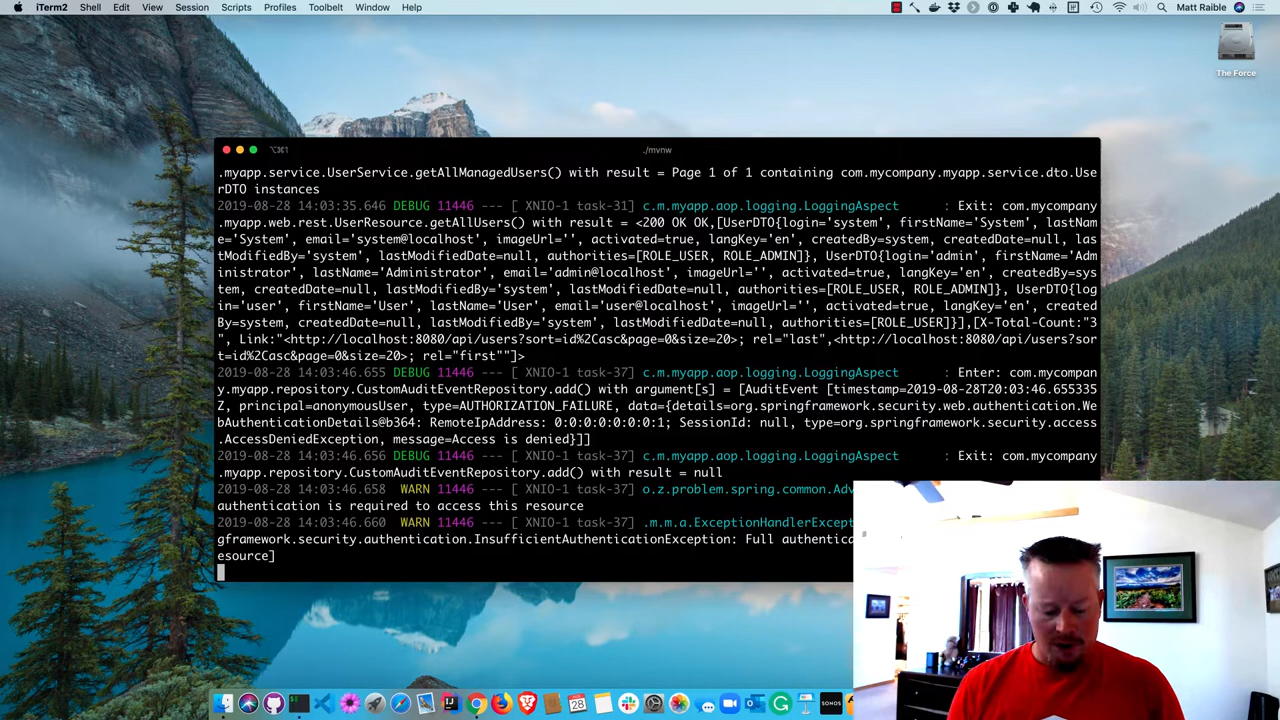 iTerm2 Shell Edit View Session Scripts Profiles Toolbelt Window Help Matt Raible
The Force
⌥⌘1 ./mvnw
.myapp.service.UserService.getAllManagedUsers() with result = Page 1 of 1 containing com.mycompany.myapp.service.dto.Use
rDTO instances
2019-08-28 14:03:35.646 DEBUG 11446 --- [ XNIO-1 task-31] c.m.myapp.aop.logging.LoggingAspect : Exit: com.mycompany
.myapp.web.rest.UserResource.getAllUsers() with result = <200 OK OK,[UserDTO{login='system', firstName='System', lastNam
e='System', email='system@localhost', imageUrl='', activated=true, langKey='en', createdBy=system, createdDate=null, las
tModifiedBy='system', lastModifiedDate=null, authorities=[ROLE_USER, ROLE_ADMIN]}, UserDTO{login='admin', firstName='Adm
inistrator', lastName='Administrator', email='admin@localhost', imageUrl='', activated=true, langKey='en', createdBy=sys
tem, createdDate=null, lastModifiedBy='system', lastModifiedDate=null, authorities=[ROLE_USER, ROLE_ADMIN]}, UserDTO{log
in='user', firstName='User', lastName='User', email='user@localhost', imageUrl='', activated=true, langKey='en', created
By=system, createdDate=null, lastModifiedBy='system', lastModifiedDate=null, authorities=[ROLE_USER]}],[X-Total-Count:"3
", Link:"<http://localhost:8080/api/users?sort=id%2Casc&page=0&size=20>; rel="last",<http://localhost:8080/api/users?sor
t=id%2Casc&page=0&size=20>; rel="first""]>
2019-08-28 14:03:46.655 DEBUG 11446 --- [ XNIO-1 task-37] c.m.myapp.aop.logging.LoggingAspect : Enter: com.mycompan
y.myapp.repository.CustomAuditEventRepository.add() with argument[s] = [AuditEvent [timestamp=2019-08-28T20:03:46.655335
Z, principal=anonymousUser, type=AUTHORIZATION_FAILURE, data={details=org.springframework.security.web.authentication.We
bAuthenticationDetails@b364: RemoteIpAddress: 0:0:0:0:0:0:0:1; SessionId: null, type=org.springframework.security.access
.AccessDeniedException, message=Access is denied}]]
2019-08-28 14:03:46.656 DEBUG 11446 --- [ XNIO-1 task-37] c.m.myapp.aop.logging.LoggingAspect : Exit: com.mycompany
.myapp.repository.CustomAuditEventRepository.add() with result = null
2019-08-28 14:03:46.658 WARN 11446 --- [ XNIO-1 task-37] o.z.problem.spring.common.Adv
authentication is required to access this resource
2019-08-28 14:03:46.660 WARN 11446 --- [ XNIO-1 task-37] .m.m.a.ExceptionHandlerExcept
gframework.security.authentication.InsufficientAuthenticationException: Full authentica
esource]
28
SONOS